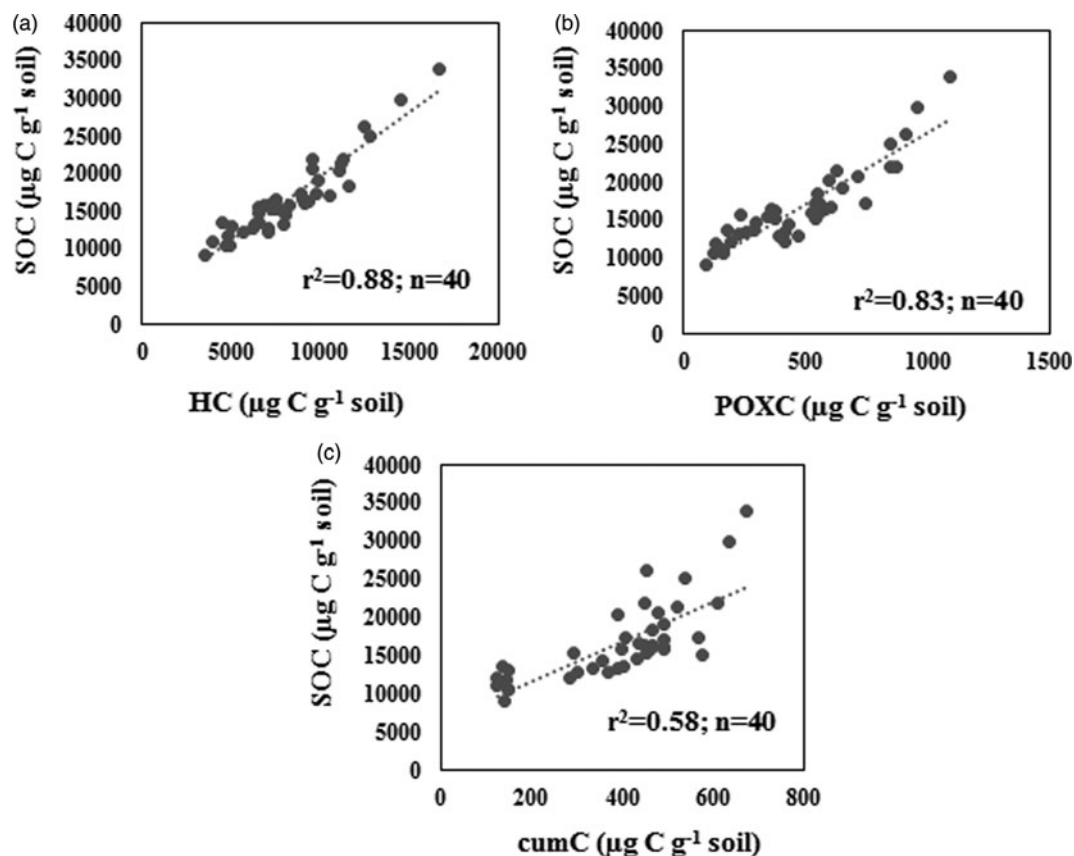 (a)
40000
35000
30000
25000
20000
15000
10000
5000
0
SOC (µg C g⁻¹ soil)
r²=0.88; n=40
0 5000 10000 15000 20000
HC (µg C g⁻¹ soil)
(b)
40000
35000
30000
25000
20000
15000
10000
5000
0
SOC (µg C g⁻¹ soil)
r²=0.83; n=40
0 500 1000 1500
POXC (µg C g⁻¹ soil)
(c)
40000
35000
30000
25000
20000
15000
10000
5000
0
SOC (µg C g⁻¹ soil)
r²=0.58; n=40
0 200 400 600 800
cumC (µg C g⁻¹ soil)